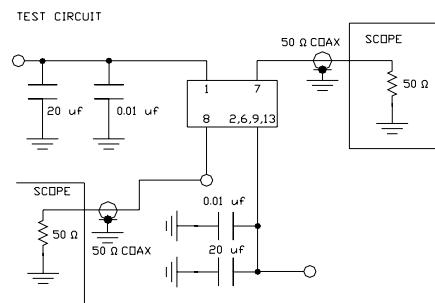 TEST CIRCUIT
50 Ω COAX
SCOPE
50 Ω
20 uf
0.01 uf
1 7
8 2,6,9,13
SCOPE
50 Ω
50 Ω COAX
0.01 uf
20 uf